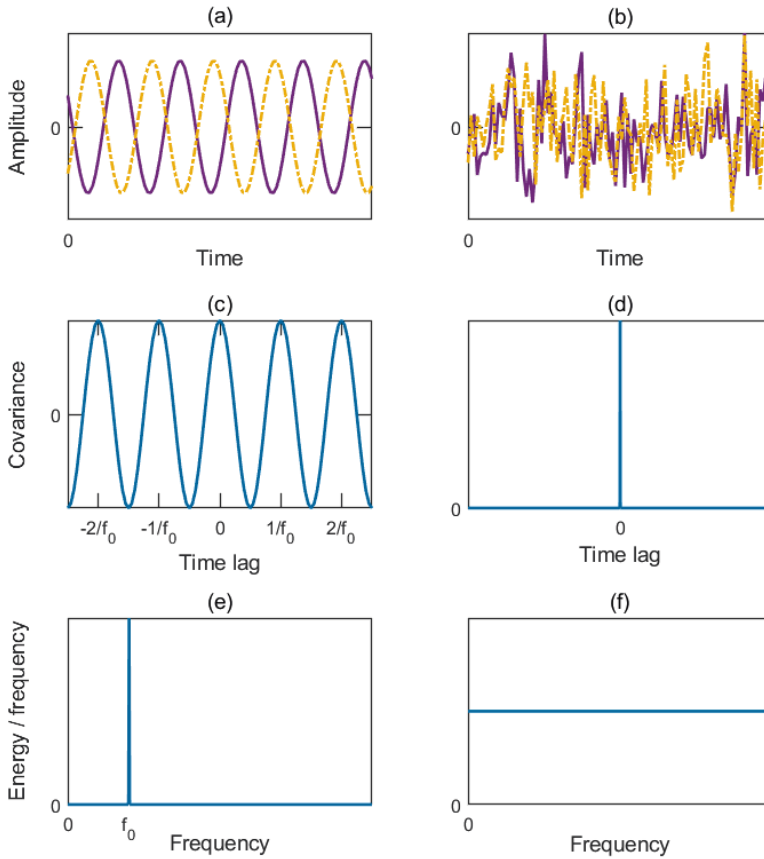 (a) (b)
Amplitude
0 0
0
Time Time
(c) (d)
Covariance
0
0
-2/f0 -1/f0 0 1/f0 2/f0 0
Time lag Time lag
(e) (f)
Energy / frequency
0 0
0 f0 0
Frequency Frequency